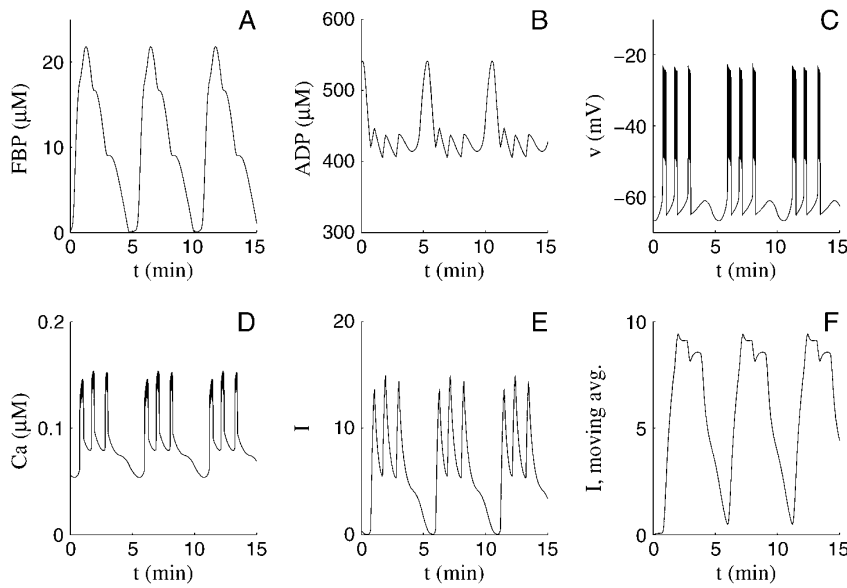 A
FBP (μM)
20
10
0
0 5 10 15
t (min)
B
ADP (μM)
600
500
400
300
0 5 10 15
t (min)
C
v (mV)
−20
−40
−60
0 5 10 15
t (min)
D
Ca (μM)
0.2
0.1
0
0 5 10 15
t (min)
E
I
20
10
0
0 5 10 15
t (min)
F
I, moving avg.
10
5
0
0 5 10 15
t (min)